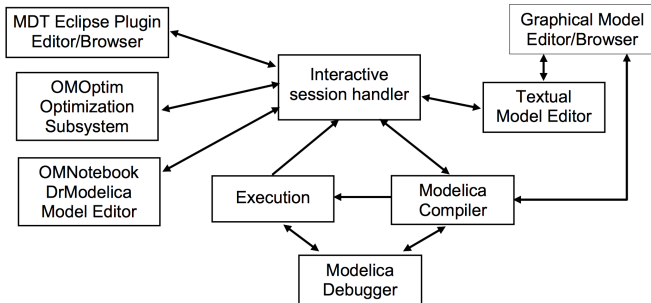 MDT Eclipse Plugin
Editor/Browser
Graphical Model
Editor/Browser
Interactive
session handler
OMOptim
Optimization
Subsystem
Textual
Model Editor
OMNotebook
DrModelica
Model Editor
Execution
Modelica
Compiler
Modelica
Debugger